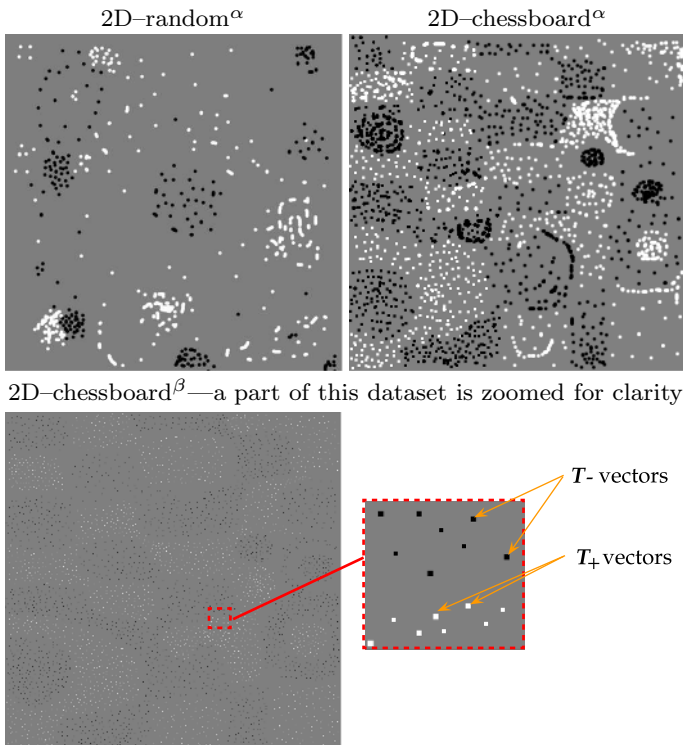 2D–random^α
2D–chessboard^α
2D–chessboard^β—a part of this dataset is zoomed for clarity
T- vectors
T+ vectors